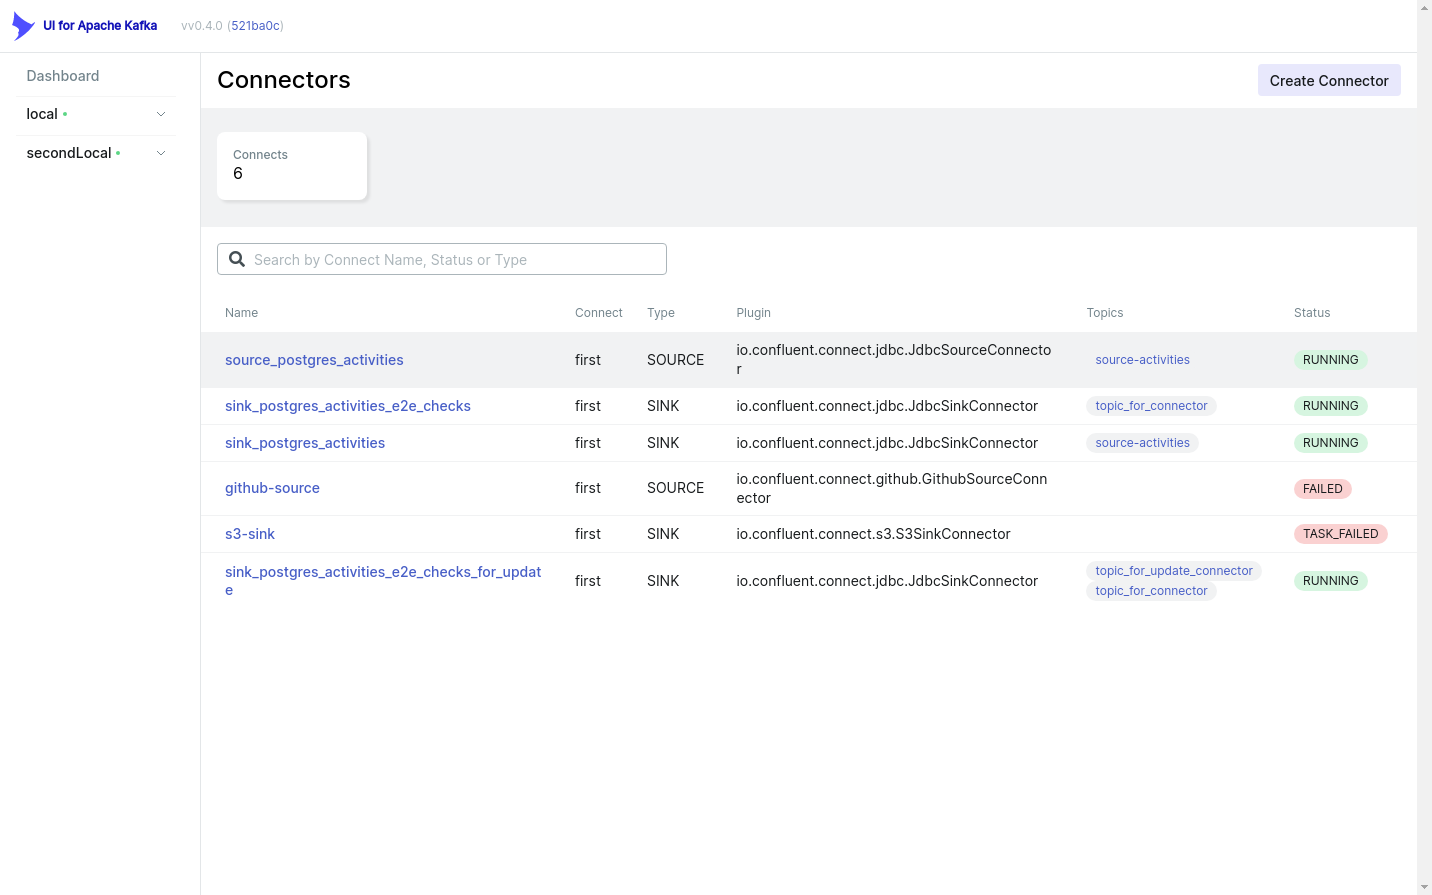 UI for Apache Kafka vv0.4.0 (521ba0c)
Dashboard
local
secondLocal
Connectors
Create Connector
Connects
6
Search by Connect Name, Status or Type
Name Connect Type Plugin Topics Status
source_postgres_activities first SOURCE io.confluent.connect.jdbc.JdbcSourceConnecto
r source-activities RUNNING
sink_postgres_activities_e2e_checks first SINK io.confluent.connect.jdbc.JdbcSinkConnector topic_for_connector RUNNING
sink_postgres_activities first SINK io.confluent.connect.jdbc.JdbcSinkConnector source-activities RUNNING
github-source first SOURCE io.confluent.connect.github.GithubSourceConn
ector FAILED
s3-sink first SINK io.confluent.connect.s3.S3SinkConnector TASK_FAILED
sink_postgres_activities_e2e_checks_for_updat
e first SINK io.confluent.connect.jdbc.JdbcSinkConnector topic_for_update_connector
topic_for_connector RUNNING